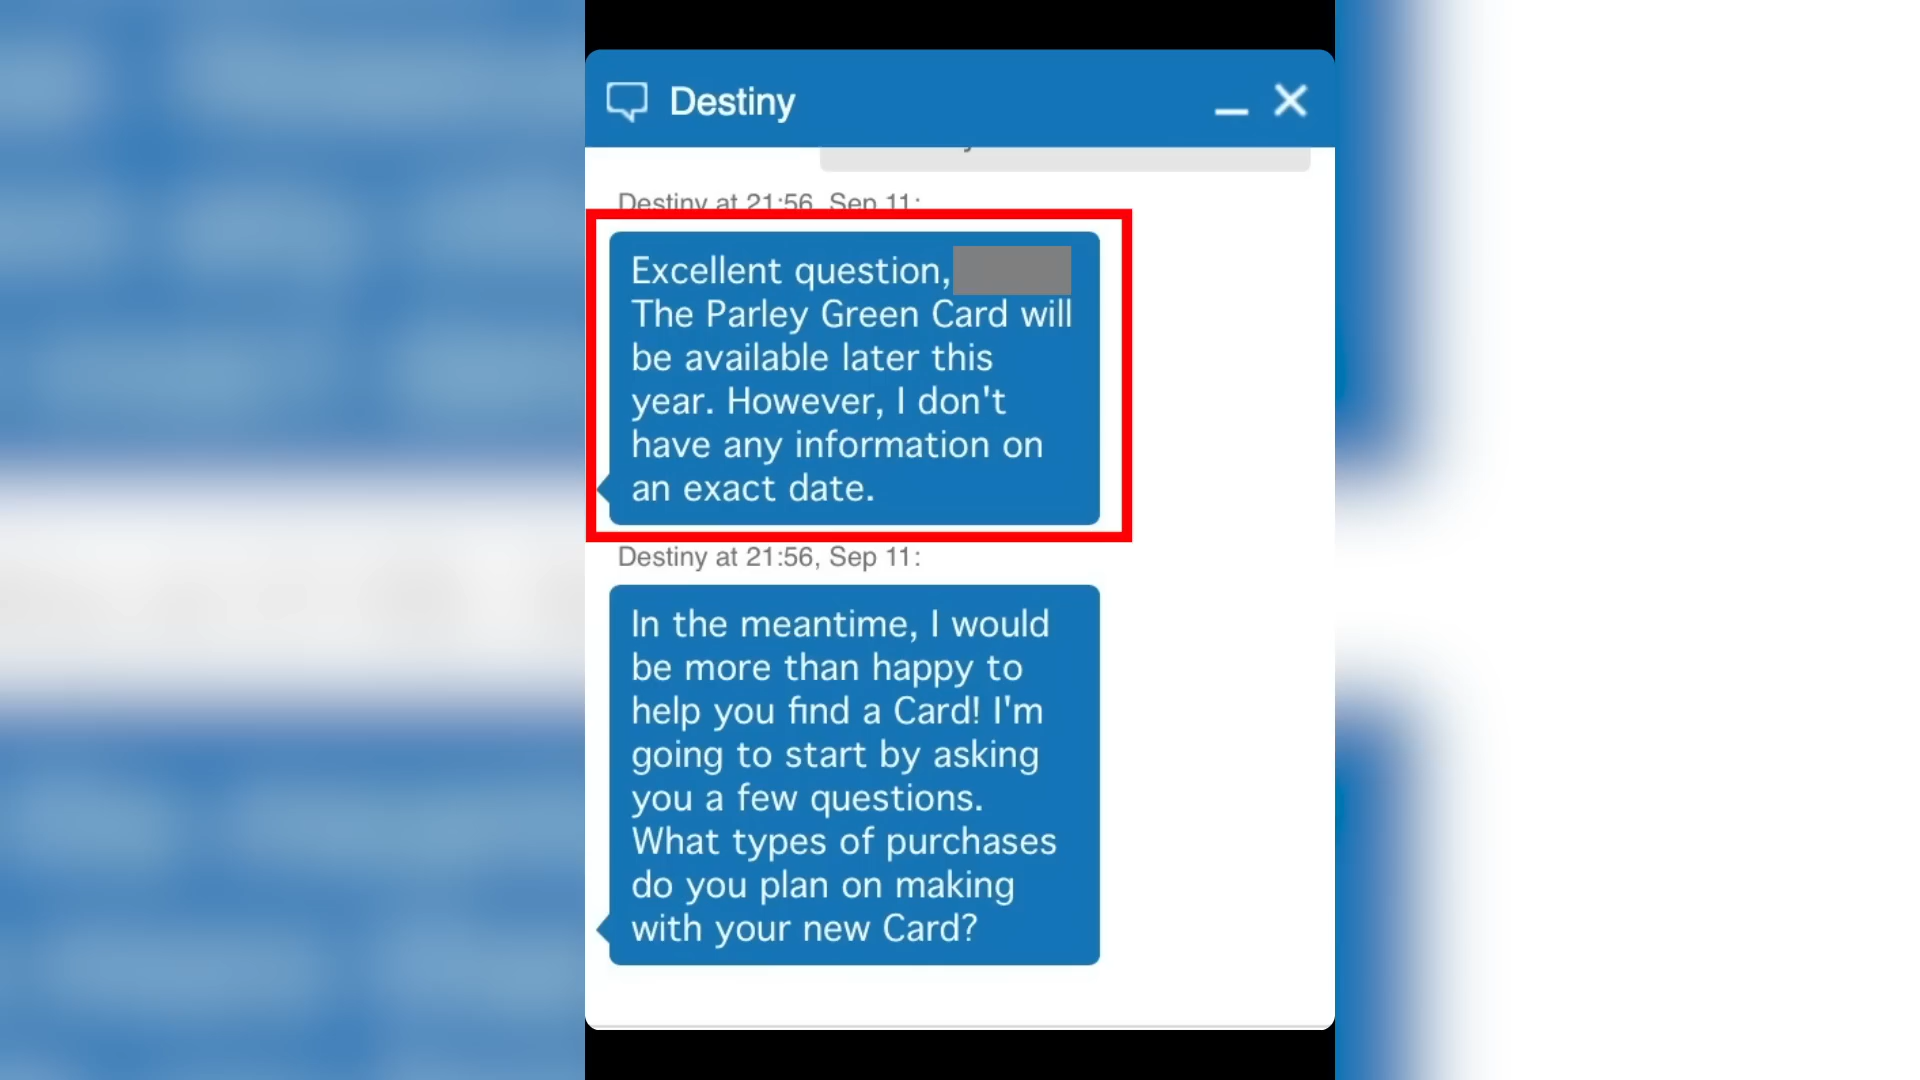 Destiny
Destiny at 21:56, Sep 11:
Excellent question,
The Parley Green Card will
be available later this
year. However, I don't
have any information on
an exact date.
Destiny at 21:56, Sep 11:
In the meantime, I would
be more than happy to
help you find a Card! I'm
going to start by asking
you a few questions.
What types of purchases
do you plan on making
with your new Card?